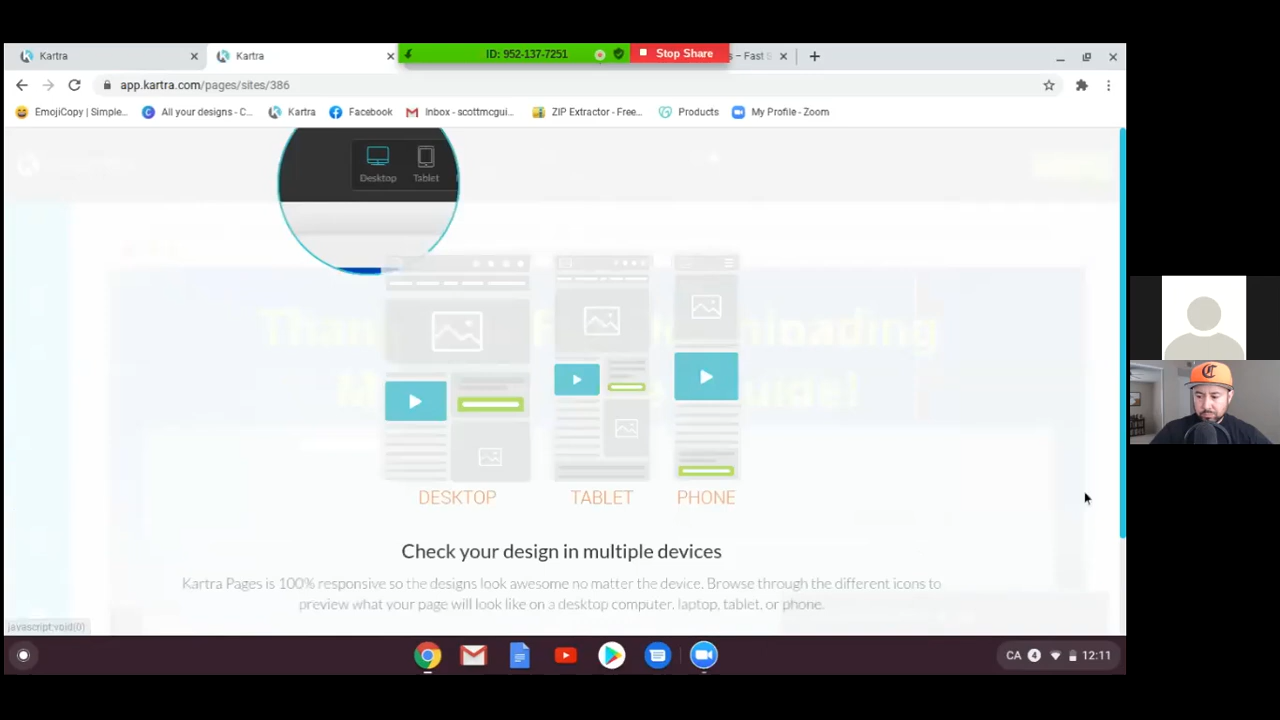 Kartra
Kartra
ID: 952-137-7251
Stop Share
s – Fast S
app.kartra.com/pages/sites/386
EmojiCopy | Simple...
All your designs - C...
Kartra
Facebook
Inbox - scottmcgui...
ZIP Extractor - Free...
Products
My Profile - Zoom
Desktop
Tablet
DESKTOP
TABLET
PHONE
Check your design in multiple devices
Kartra Pages is 100% responsive so the designs look awesome no matter the device. Browse through the different icons to
preview what your page will look like on a desktop computer, laptop, tablet, or phone.
javascript:void(0)
CA 4 12:11